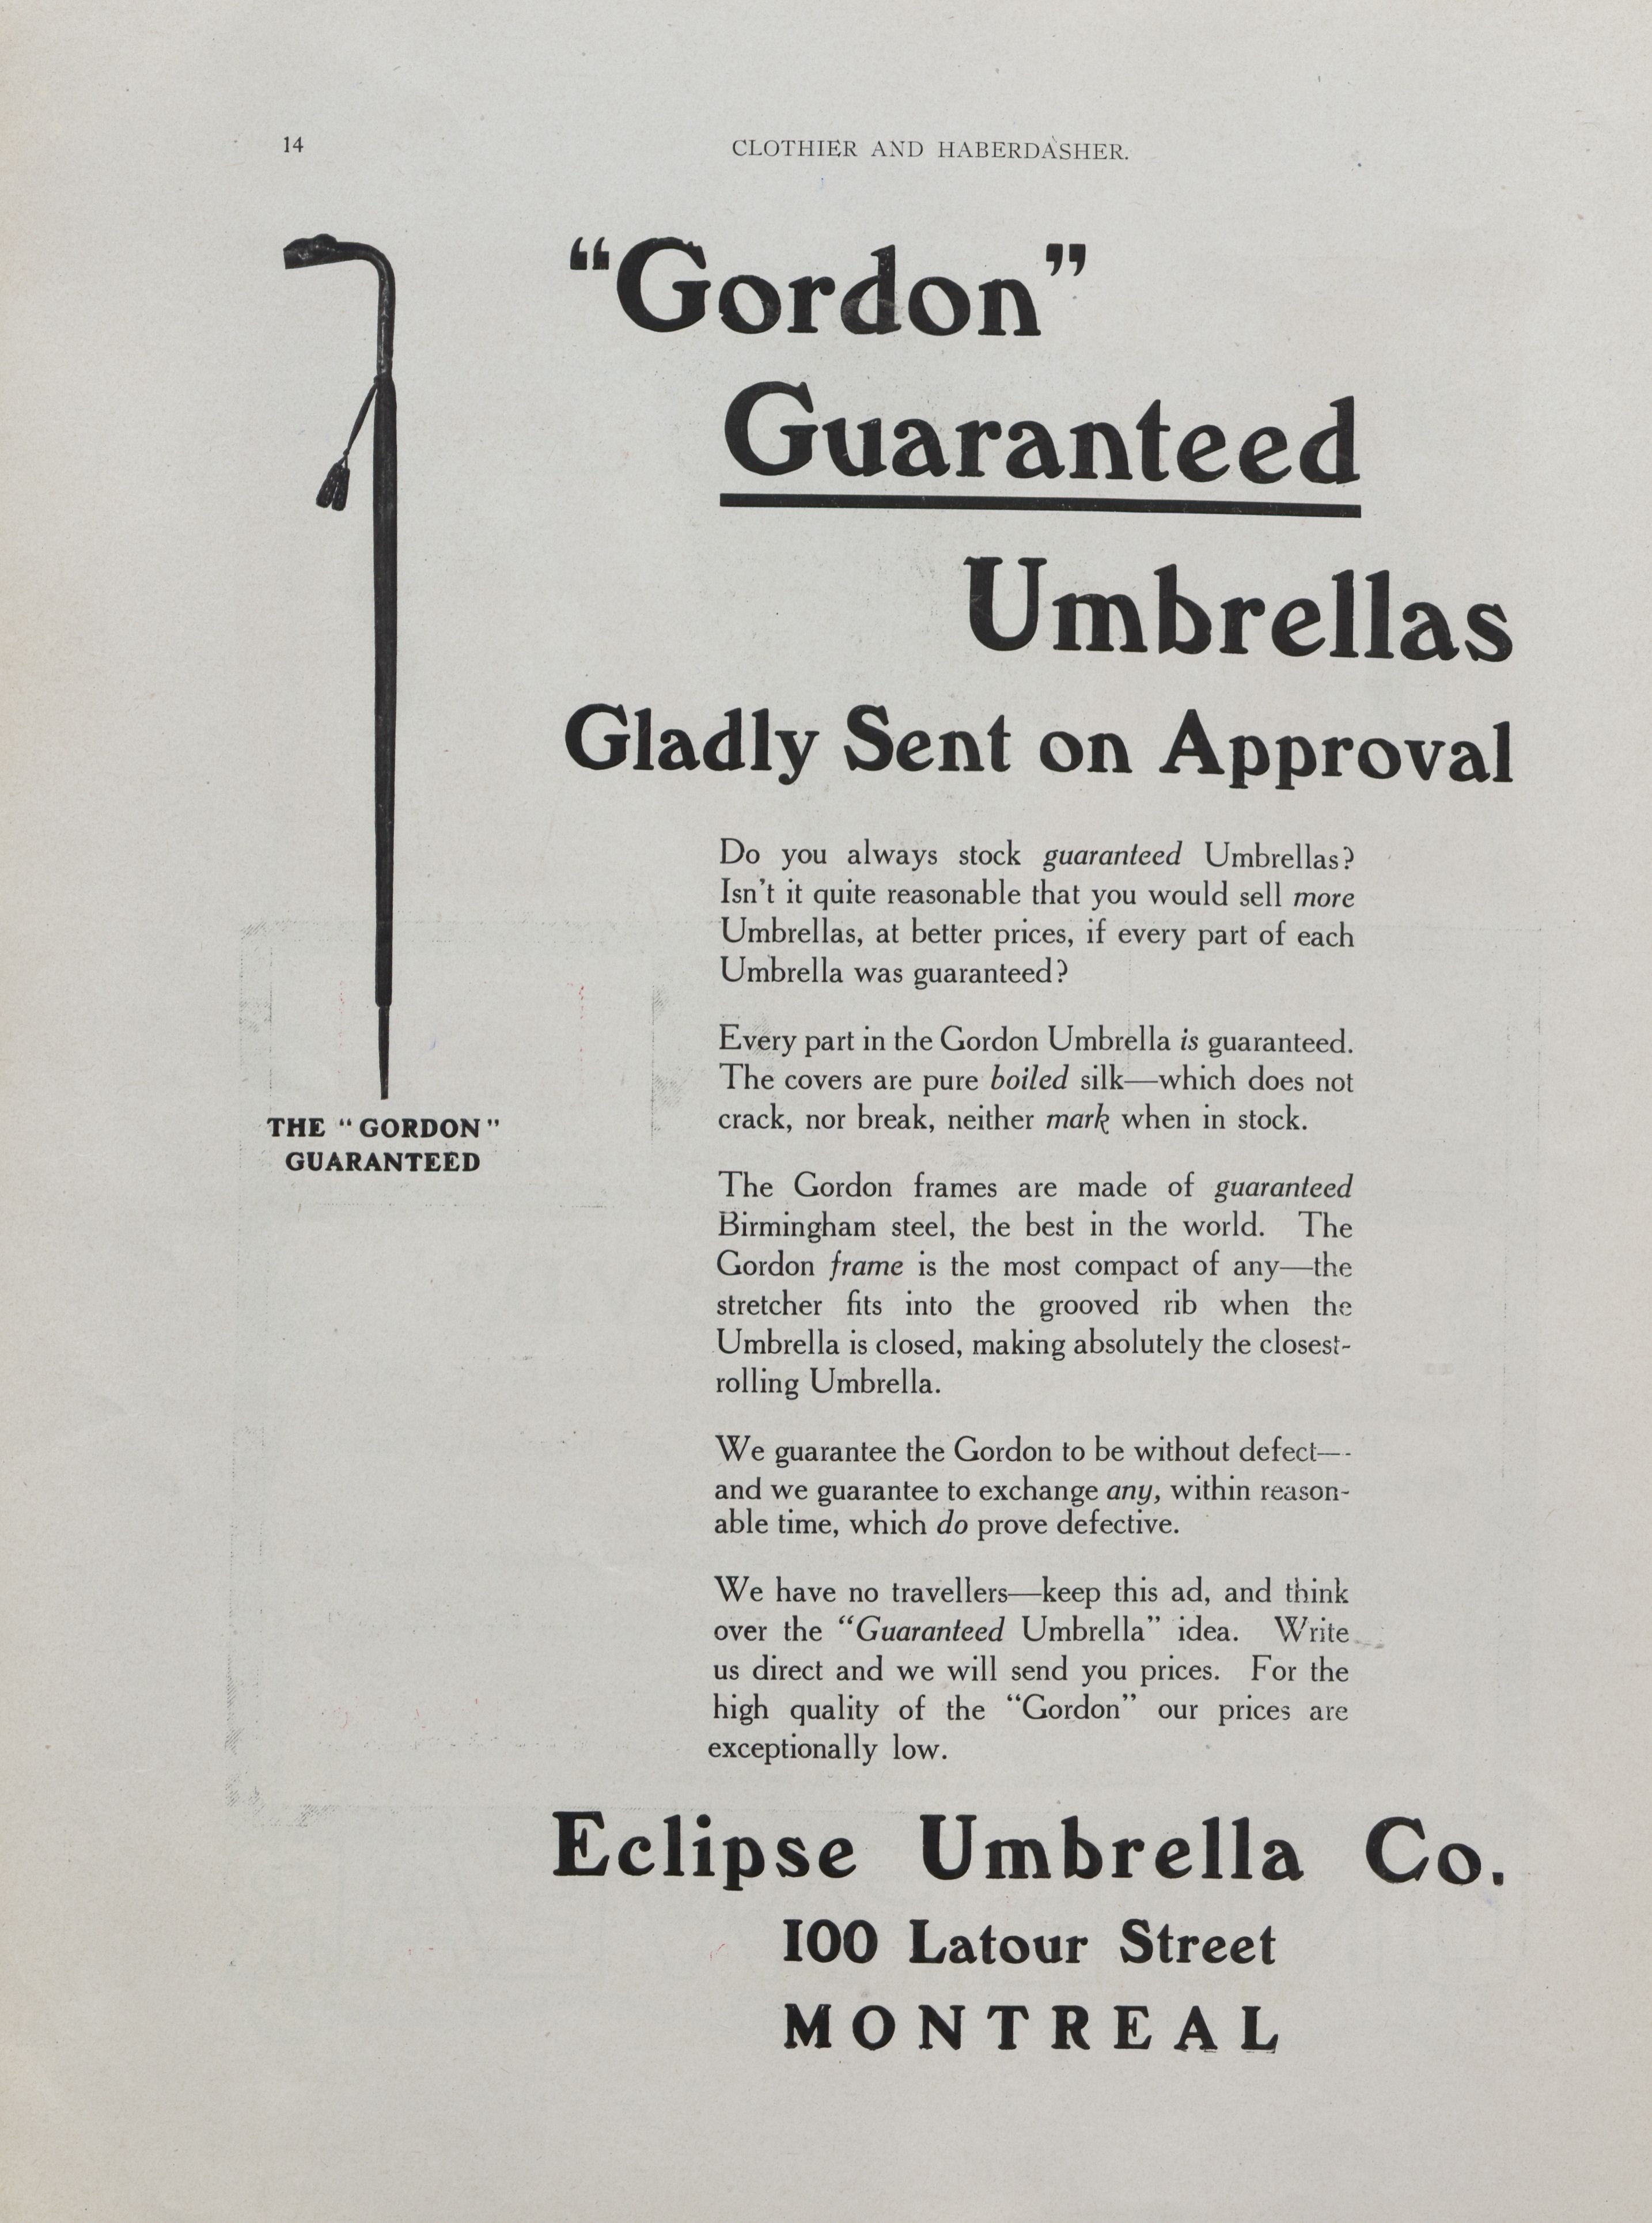 14
CLOTHIER AND HABERDASHER.
“Gordon”
Guaranteed
Umbrellas
Gladly Sent on Approval
THE “GORDON”
GUARANTEED
Do you always stock guaranteed Umbrellas?
Isn't it quite reasonable that you would sell more
Umbrellas, at better prices, if every part of each
Umbrella was guaranteed?
Every part in the Gordon Umbrella is guaranteed.
The covers are pure boiled silk—which does not
crack, nor break, neither mark when in stock.
The Gordon frames are made of guaranteed
Birmingham steel, the best in the world. The
Gordon frame is the most compact of any—the
stretcher fits into the grooved rib when the
Umbrella is closed, making absolutely the closest-
rolling Umbrella.
We guarantee the Gordon to be without defect—-
and we guarantee to exchange any, within reason-
able time, which do prove defective.
We have no travellers—keep this ad, and think
over the “Guaranteed Umbrella” idea. Write
us direct and we will send you prices. For the
high quality of the “Gordon” our prices are
exceptionally low.
Eclipse Umbrella Co.
100 Latour Street
MONTREAL